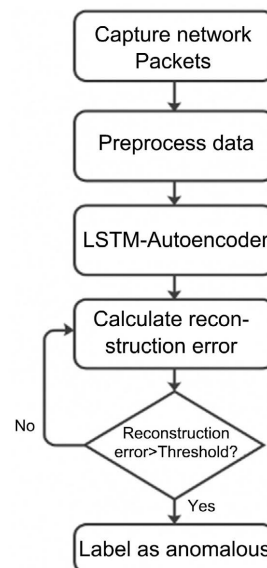 Capture network
Packets
Preprocess data
LSTM-Autoencoder
Calculate recon-
struction error
No
Reconstruction
error>Threshold?
Yes
Label as anomalous